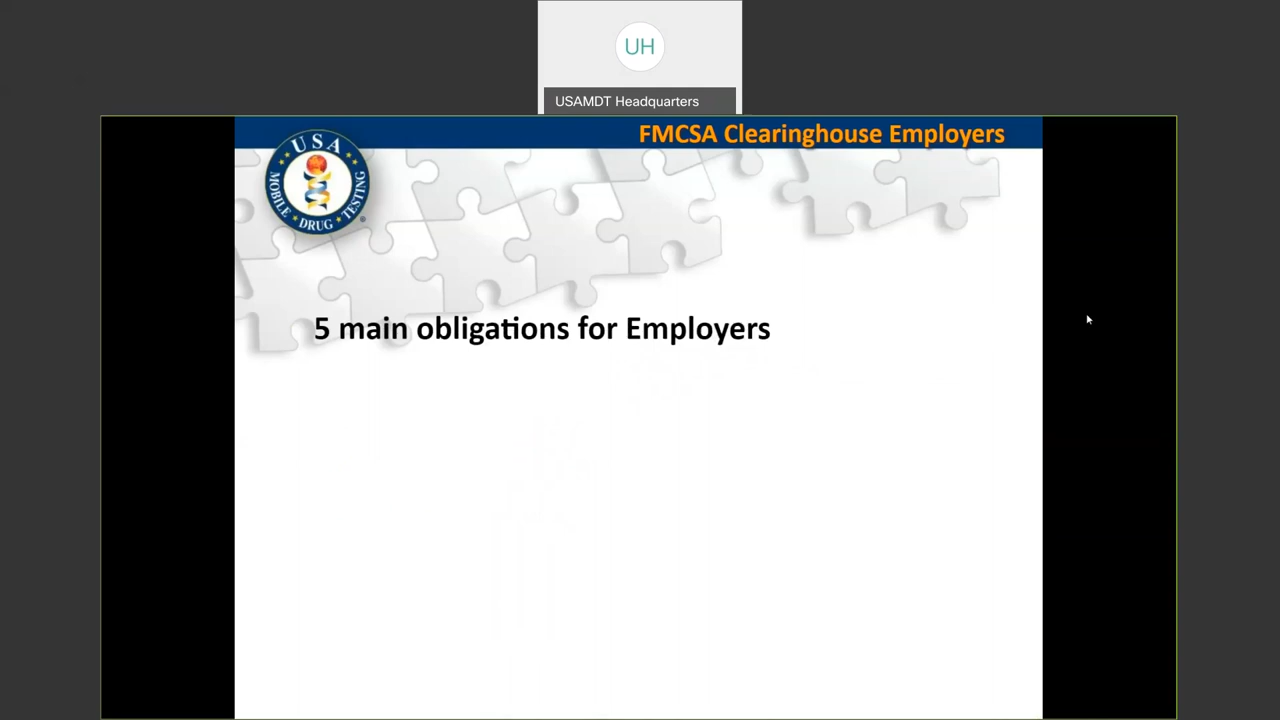 UH
USAMDT Headquarters
FMCSA Clearinghouse Employers
USA
MOBILE DRUG TESTING
®
5 main obligations for Employers